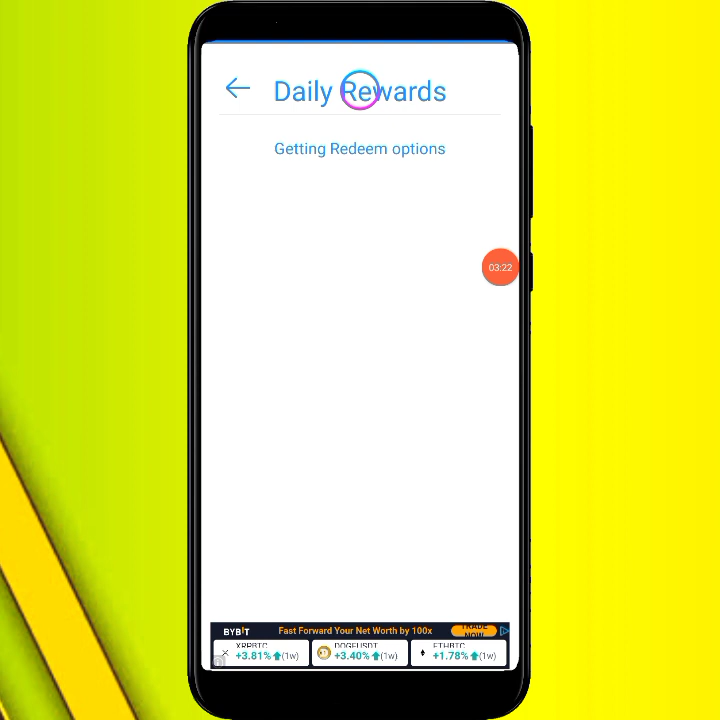 Daily Rewards
Getting Redeem options
03:22
BYBIT Fast Forward Your Net Worth by 100x TRADE NOW!
XRPBTC DOGEUSDT ETHBTC
+3.81% (1w) +3.40% (1w) +1.78% (1w)